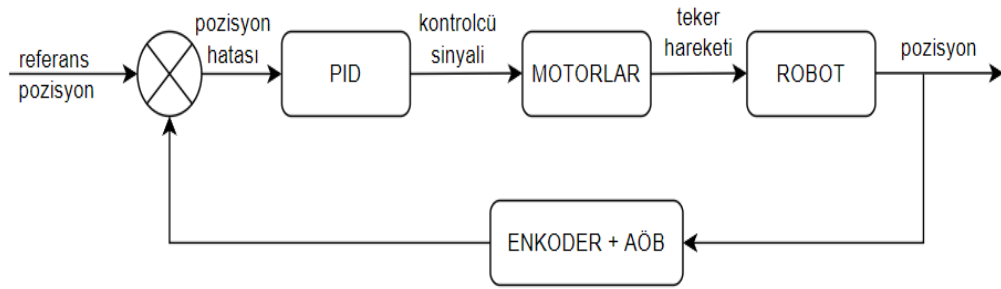 referans
pozisyon
pozisyon
hatası
PID
kontrolcü
sinyali
MOTORLAR
teker
hareketi
ROBOT
pozisyon
ENKODER + AÖB